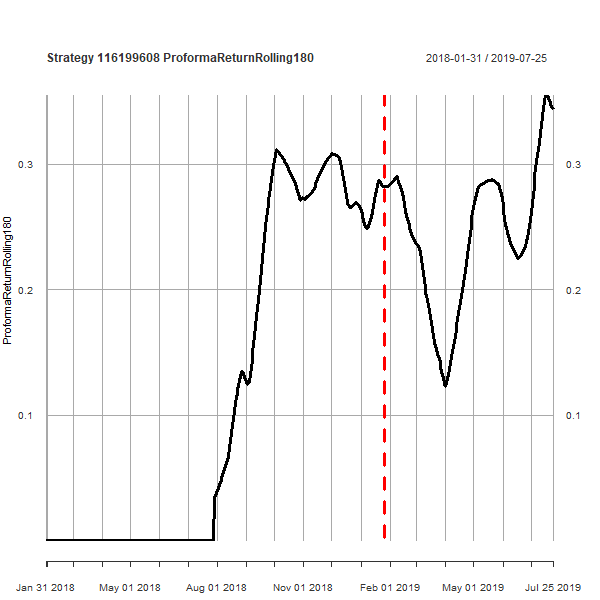 Strategy 116199608 ProformaReturnRolling180 2018-01-31 / 2019-07-25
ProformaReturnRolling180
0.3 0.3
0.2 0.2
0.1 0.1
Jan 31 2018 May 01 2018 Aug 01 2018 Nov 01 2018 Feb 01 2019 May 01 2019 Jul 25 2019